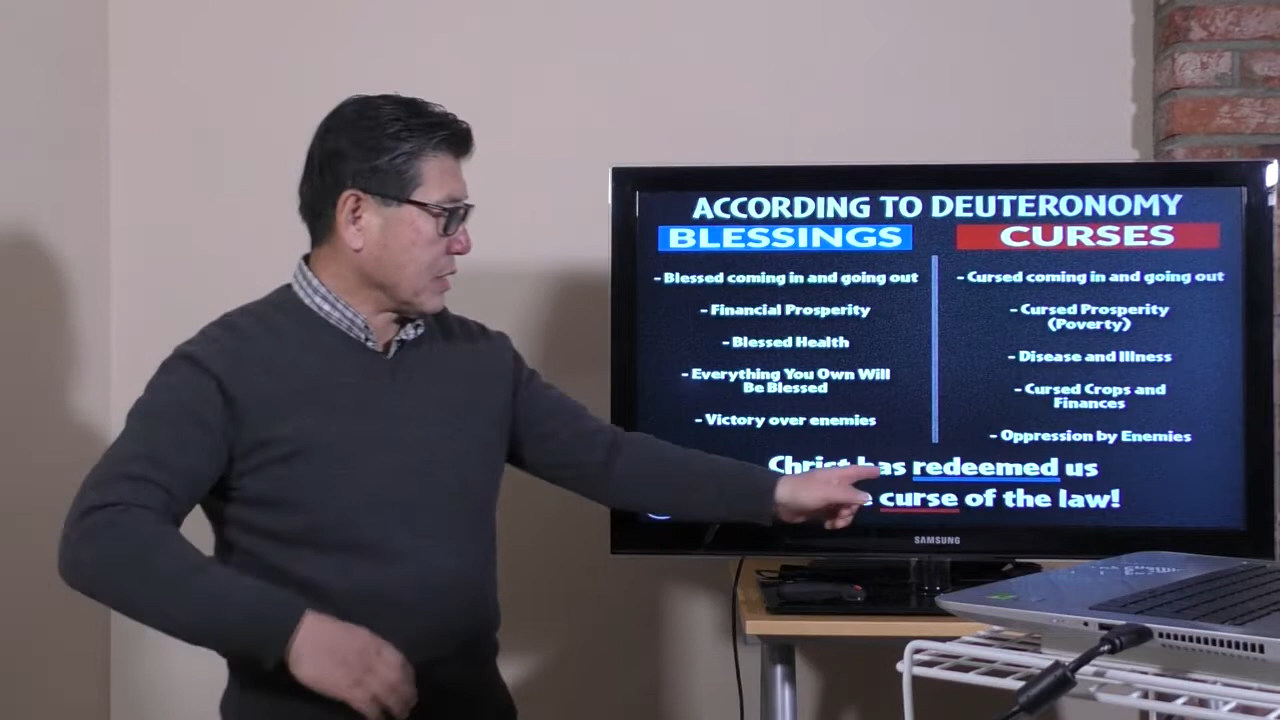 ACCORDING TO DEUTERONOMY
BLESSINGS
- Blessed coming in and going out
- Financial Prosperity
- Blessed Health
- Everything You Own Will
Be Blessed
- Victory over enemies
CURSES
- Cursed coming in and going out
- Cursed Prosperity
(Poverty)
- Disease and Illness
- Cursed Crops and
Finances
- Oppression by Enemies
Christ has redeemed us
curse of the law!
SAMSUNG